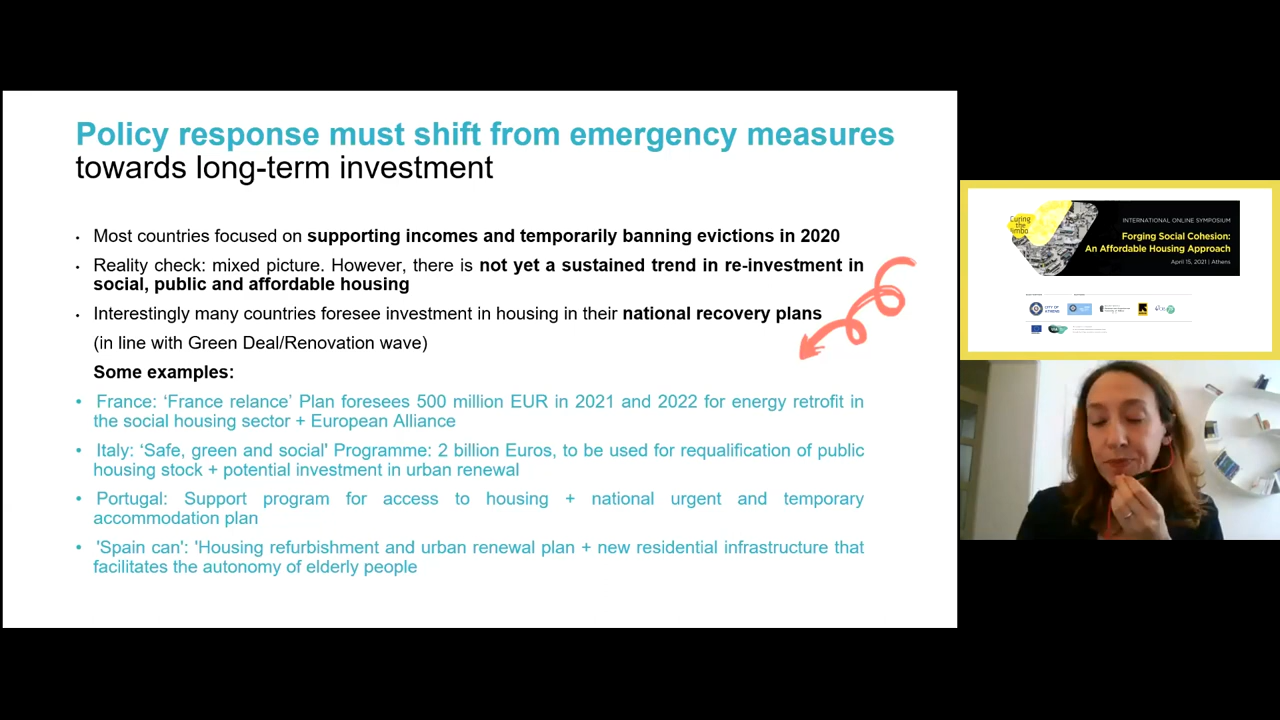 Policy response must shift from emergency measures
towards long-term investment
• Most countries focused on supporting incomes and temporarily banning evictions in 2020
• Reality check: mixed picture. However, there is not yet a sustained trend in re-investment in
social, public and affordable housing
• Interestingly many countries forsee investment in housing in their national recovery plans
(in line with Green Deal/Renovation wave)
Some examples:
• France: ‘France relance’ Plan foresees 500 million EUR in 2021 and 2022 for energy retrofit in
the social housing sector + European Alliance
• Italy: ‘Safe, green and social' Programme: 2 billion Euros, to be used for requalification of public
housing stock + potential investment in urban renewal
• Portugal: Support program for access to housing + national urgent and temporary
accommodation plan
• 'Spain can': 'Housing refurbishment and urban renewal plan + new residential infrastructure that
facilitates the autonomy of elderly people
Curing
the
limbo
INTERNATIONAL ONLINE SYMPOSIUM
Forging Social Cohesion:
An Affordable Housing Approach
April 15, 2021 | Athens
CITY OF
ATHENS